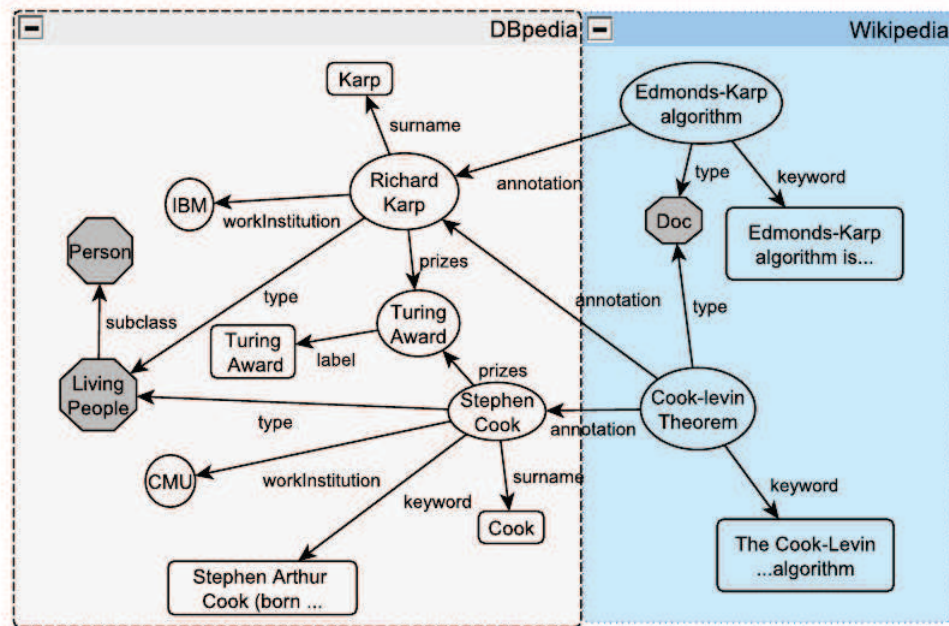 DBpedia
Wikipedia
Karp
Edmonds-Karp
algorithm
surname
annotation
type
keyword
Richard
Karp
IBM
workInstitution
Doc
Edmonds-Karp
algorithm is...
Person
prizes
type
annotation
type
subclass
Turing
Award
Turing
Award
label
prizes
Living
People
type
Stephen
Cook
annotation
Cook-levin
Theorem
CMU
workInstitution
surname
keyword
keyword
Cook
Stephen Arthur
Cook (born ...
The Cook-Levin
...algorithm